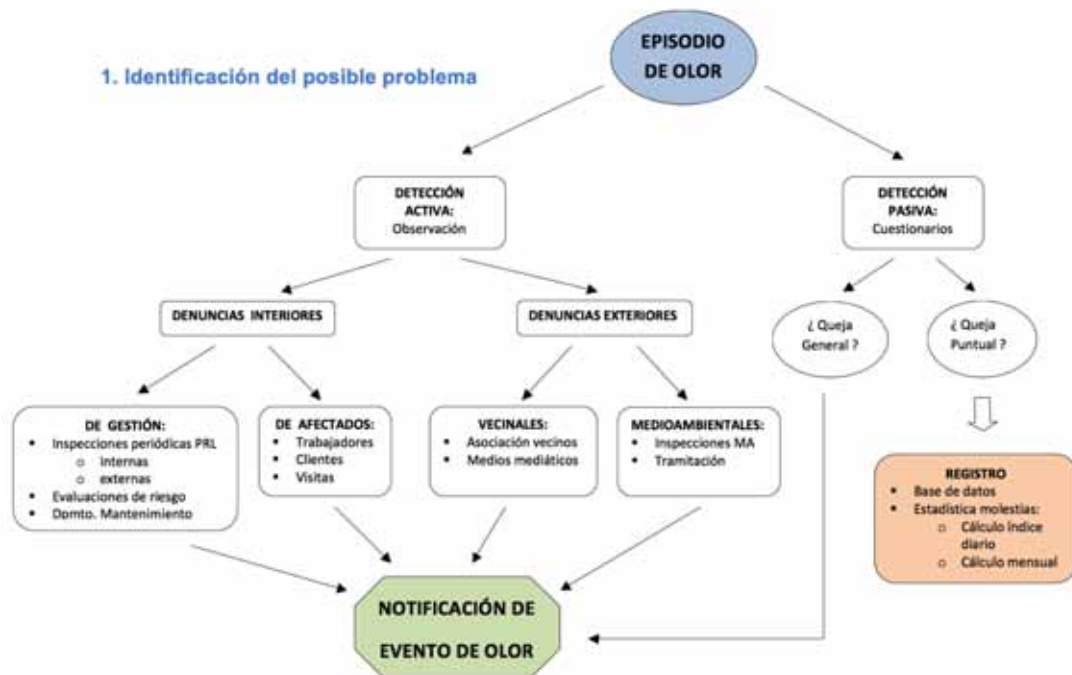 EPISODIO
DE OLOR
1. Identificación del posible problema
DETECCIÓN
ACTIVA:
Observación
DETECCIÓN
PASIVA:
Cuestionarios
DENUNCIAS INTERIORES
DENUNCIAS EXTERIORES
¿ Queja
General ?
¿ Queja
Puntual ?
DE GESTIÓN:
▪ Inspecciones periódicas PRL
o internas
o externas
▪ Evaluaciones de riesgo
▪ Dpmto. Mantenimiento
DE AFECTADOS:
▪ Trabajadores
▪ Clientes
▪ Visitas
VECINALES:
▪ Asociación vecinos
▪ Medios mediáticos
MEDIOAMBIENTALES:
▪ Inspecciones MA
▪ Tramitación
REGISTRO
▪ Base de datos
▪ Estadística molestias:
o Cálculo índice
diario
o Cálculo mensual
NOTIFICACIÓN DE
EVENTO DE OLOR